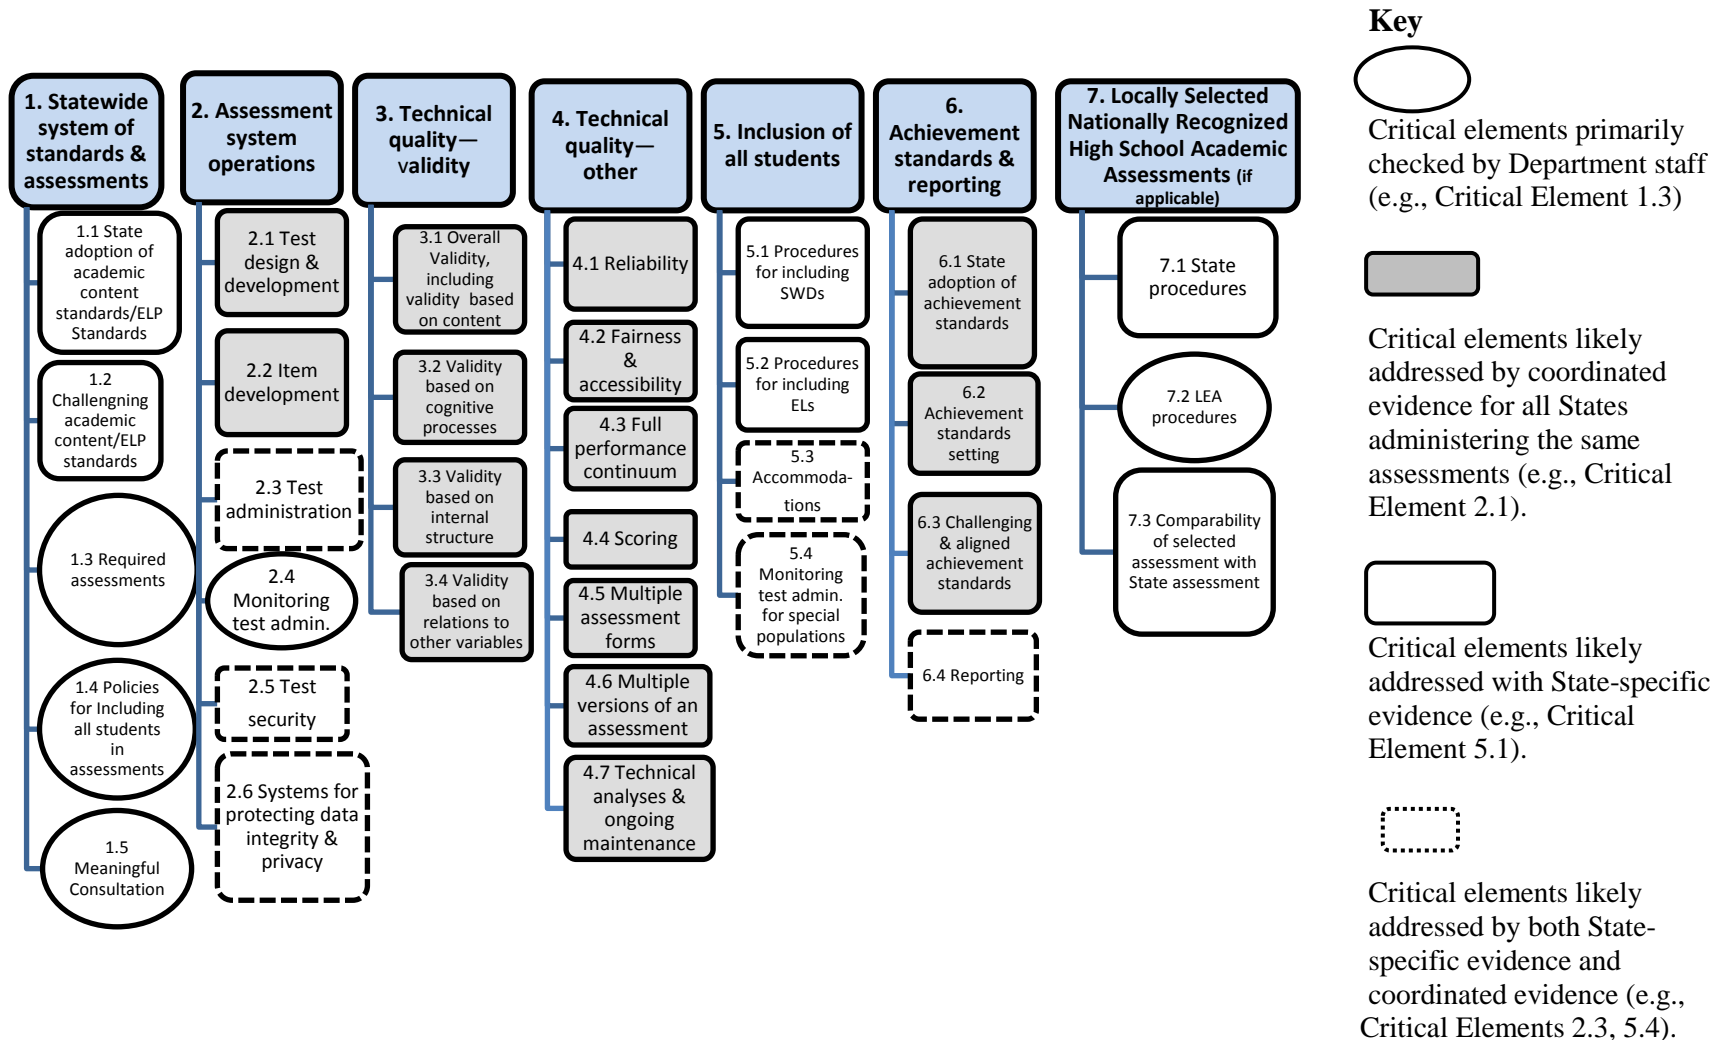 1. Statewide
system of
standards &
assessments
1.1 State
adoption of
academic
content
standards/ELP
Standards
1.2
Challengning
academic
content/ELP
standards
1.3 Required
assessments
1.4 Policies
for Including
all students
in
assessments
1.5
Meaningful
Consultation
2. Assessment
system
operations
2.1 Test
design &
development
2.2 Item
development
2.3 Test
administration
2.4
Monitoring
test admin.
2.5 Test
security
2.6 Systems for
protecting data
integrity &
privacy
3. Technical
quality—
validity
3.1 Overall
Validity,
including
validity based
on content
3.2 Validity
based on
cognitive
processes
3.3 Validity
based on
internal
structure
3.4 Validity
based on
relations to
other variables
4. Technical
quality—
other
4.1 Reliability
4.2 Fairness
&
accessibility
4.3 Full
performance
continuum
4.4 Scoring
4.5 Multiple
assessment
forms
4.6 Multiple
versions of an
assessment
4.7 Technical
analyses &
ongoing
maintenance
5. Inclusion of
all students
5.1 Procedures
for including
SWDs
5.2 Procedures
for including
ELs
5.3
Accommoda-
tions
5.4
Monitoring
test admin.
for special
populations
6.
Achievement
standards &
reporting
6.1 State
adoption of
achievement
standards
6.2
Achievement
standards
setting
6.3 Challenging
& aligned
achievement
standards
6.4 Reporting
7. Locally Selected
Nationally Recognized
High School Academic
Assessments (if
applicable)
7.1 State
procedures
7.2 LEA
procedures
7.3 Comparability
of selected
assessment with
State assessment
Key
Critical elements primarily
checked by Department staff
(e.g., Critical Element 1.3)
Critical elements likely
addressed by coordinated
evidence for all States
administering the same
assessments (e.g., Critical
Element 2.1).
Critical elements likely
addressed with State-specific
evidence (e.g., Critical
Element 5.1).
Critical elements likely
addressed by both State-
specific evidence and
coordinated evidence (e.g.,
Critical Elements 2.3, 5.4).